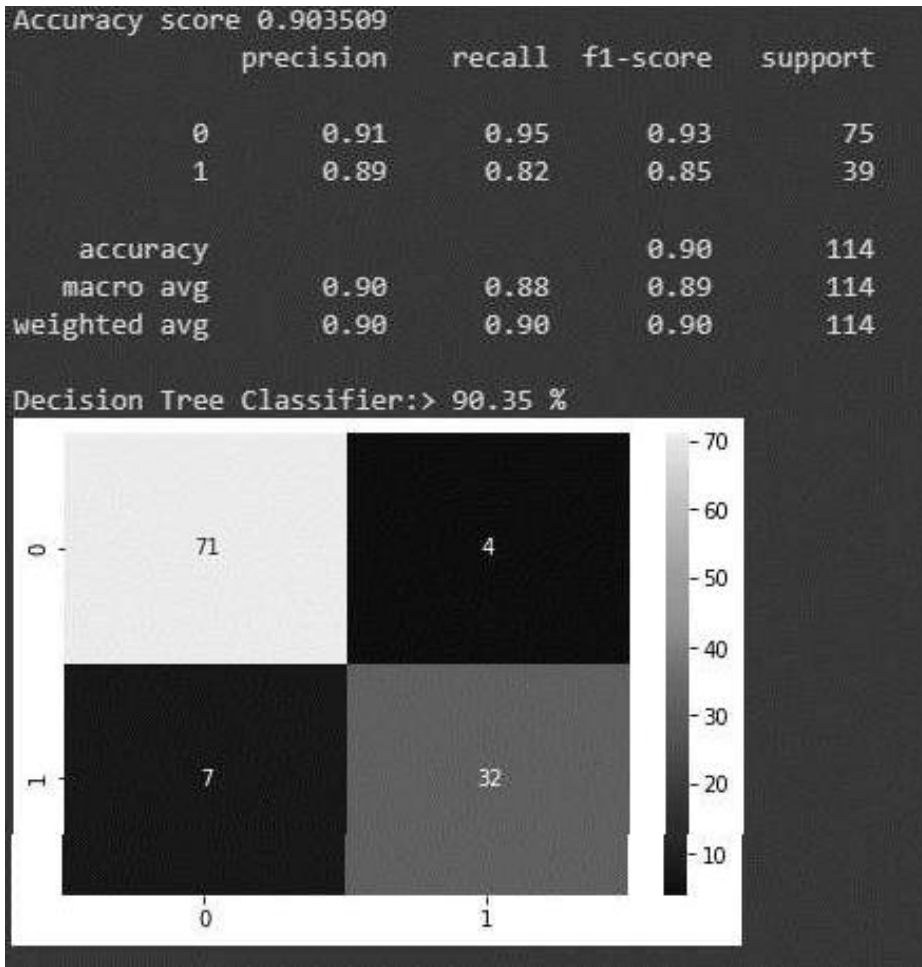 Accuracy score 0.903509
precision recall f1-score support
0 0.91 0.95 0.93 75
1 0.89 0.82 0.85 39
accuracy 0.90 114
macro avg 0.90 0.88 0.89 114
weighted avg 0.90 0.90 0.90 114
Decision Tree Classifier:> 90.35 %
70
60
0 71 4
50
40
30
1 7 32
20
10
0 1